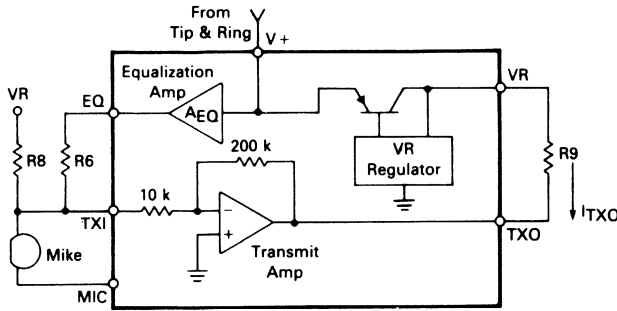 From
Tip & Ring
V +
Equalization
Amp
EQ
VR
VR
AEQ
R8
R6
200 k
VR
Regulator
R9
10 k
ITXO
TXI
−
+
Mike
Transmit
Amp
TXO
MIC